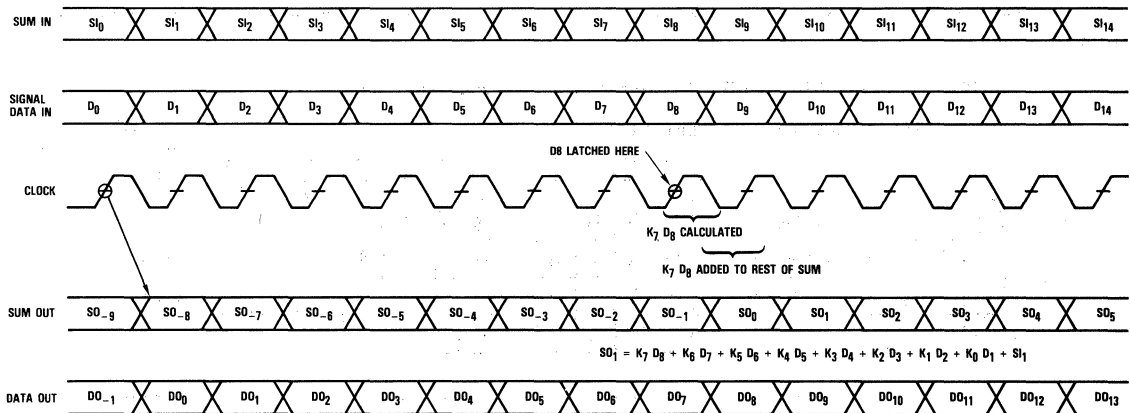 SUM IN SI0 SI1 SI2 SI3 SI4 SI5 SI6 SI7 SI8 SI9 SI10 SI11 SI12 SI13 SI14
SIGNAL
DATA IN D0 D1 D2 D3 D4 D5 D6 D7 D8 D9 D10 D11 D12 D13 D14
D8 LATCHED HERE
CLOCK
K7 D8 CALCULATED
K7 D8 ADDED TO REST OF SUM
SUM OUT SO-9 SO-8 SO-7 SO-6 SO-5 SO-4 SO-3 SO-2 SO-1 SO0 SO1 SO2 SO3 SO4 SO5
SO1 = K7 D8 + K6 D7 + K5 D6 + K4 D5 + K3 D4 + K2 D3 + K1 D2 + K0 D1 + SI1
DATA OUT DO-1 DO0 DO1 DO2 DO3 DO4 DO5 DO6 DO7 DO8 DO9 DO10 DO11 DO12 DO13